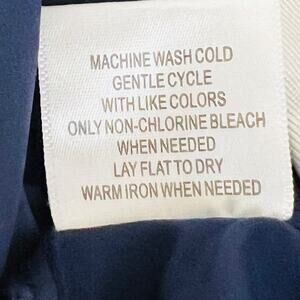 MACHINE WASH COLD
GENTLE CYCLE
WITH LIKE COLORS
ONLY NON-CHLORINE BLEACH
WHEN NEEDED
LAY FLAT TO DRY
WARM IRON WHEN NEEDED